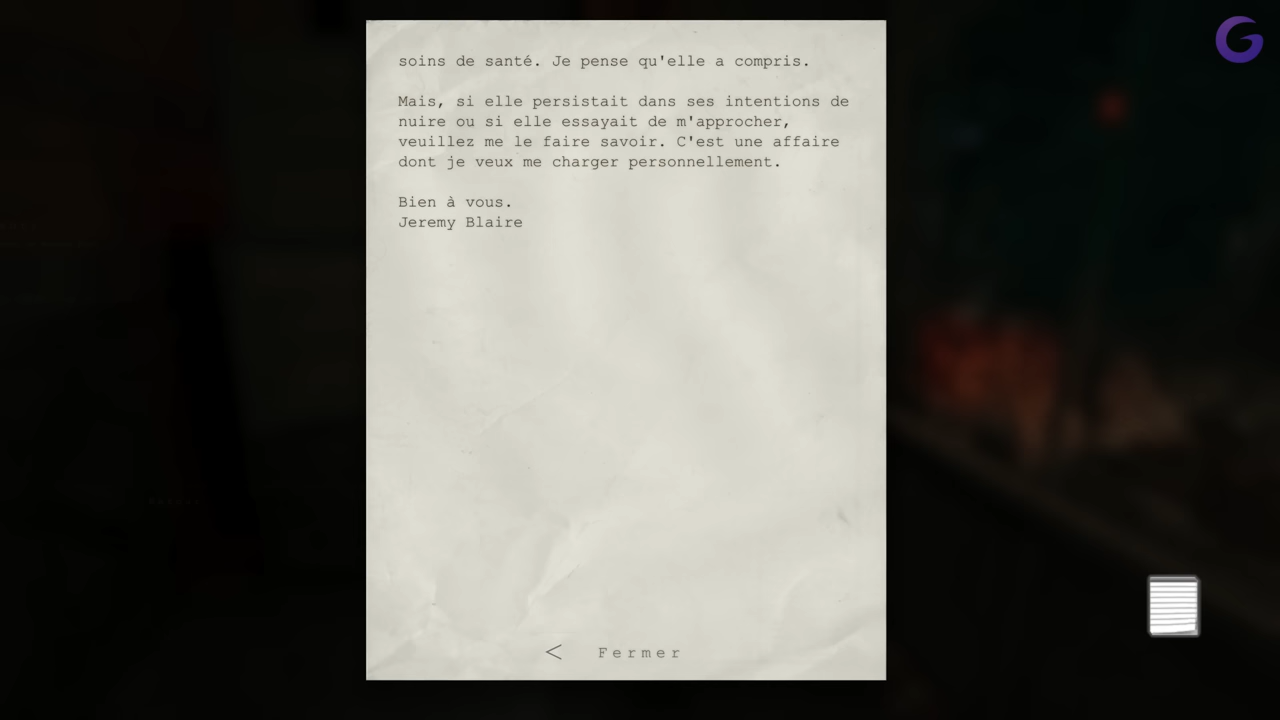 soins de santé. Je pense qu'elle a compris.
Mais, si elle persistait dans ses intentions de
nuire ou si elle essayait de m'approcher,
veuillez me le faire savoir. C'est une affaire
dont je veux me charger personnellement.
Bien à vous.
Jeremy Blaire
< Fermer